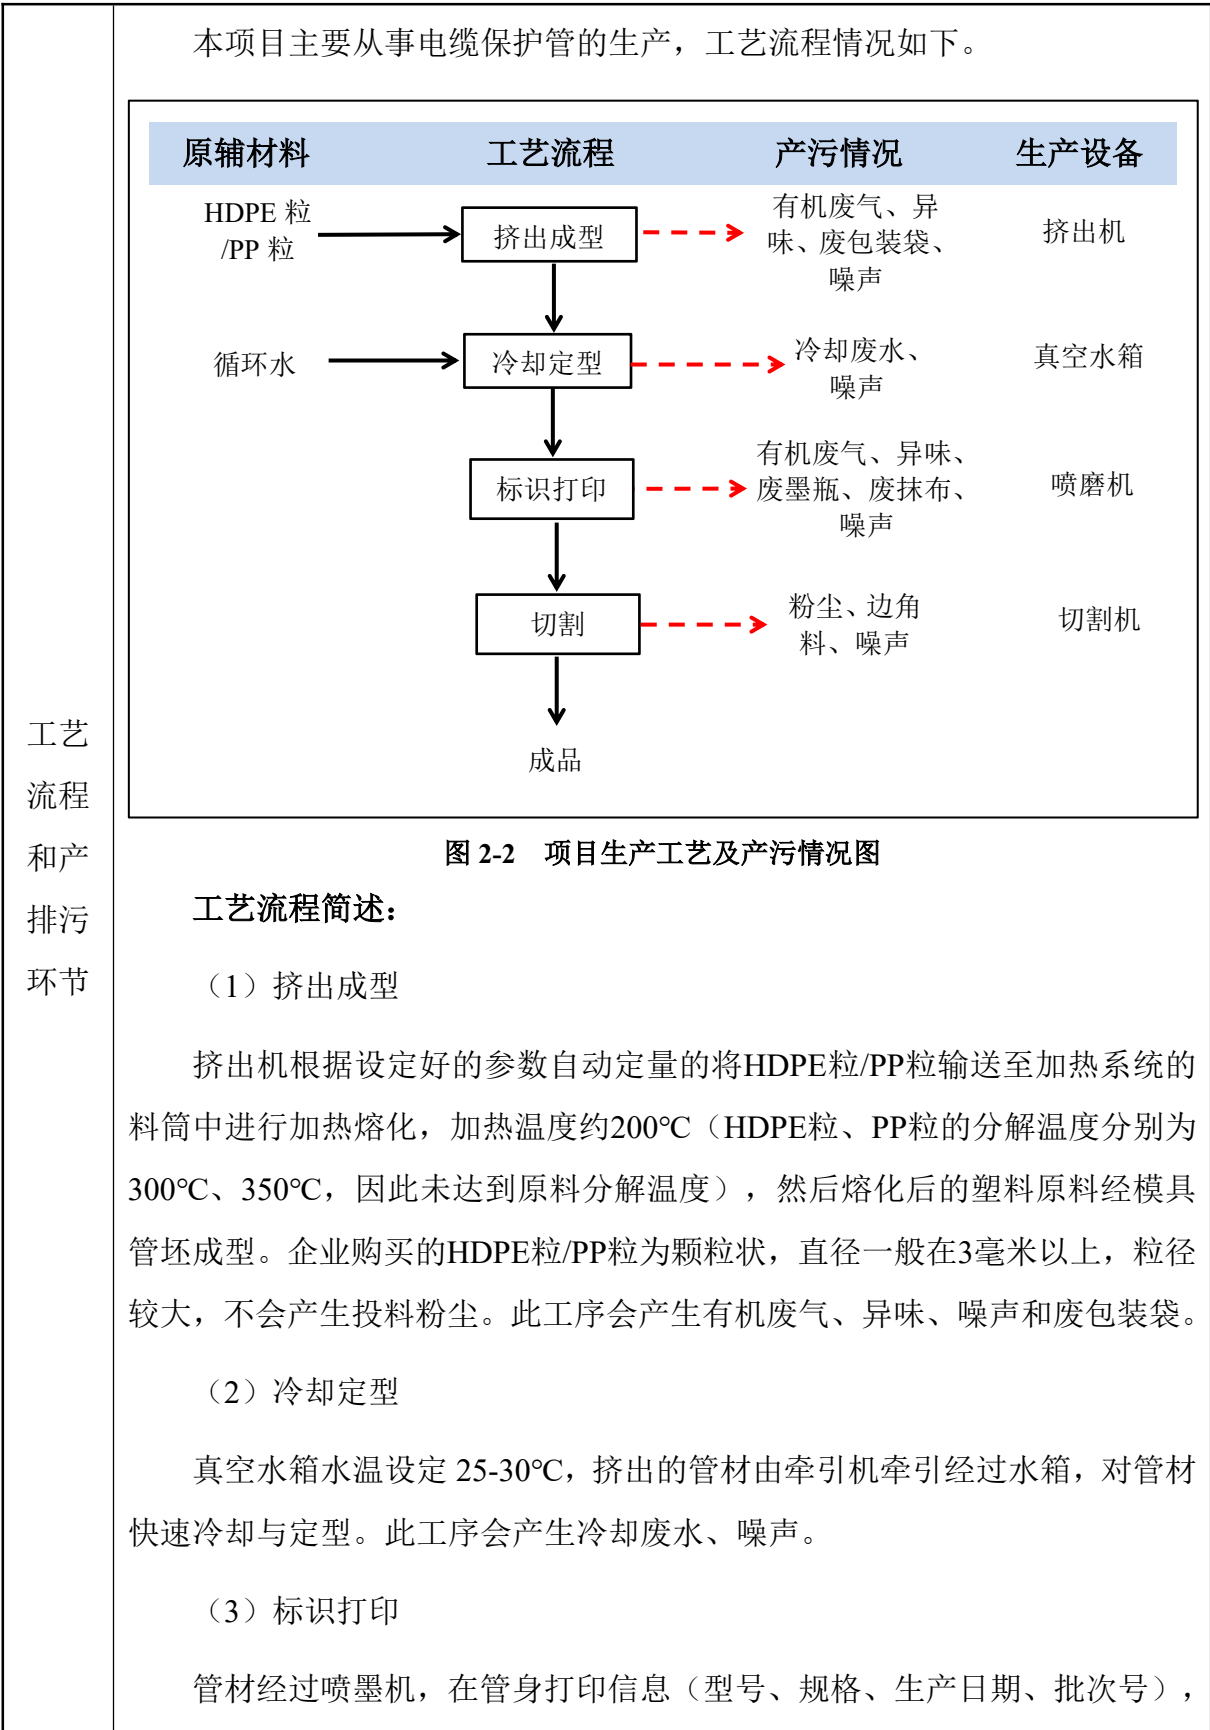 本项目主要从事电缆保护管的生产，工艺流程情况如下。
原辅材料 工艺流程 产污情况 生产设备
HDPE 粒
/PP 粒
挤出成型
有机废气、异
味、废包装袋、
噪声
挤出机
循环水
冷却定型
冷却废水、
噪声
真空水箱
标识打印
有机废气、异味、
废墨瓶、废抹布、
噪声
喷磨机
切割
粉尘、边角
料、噪声
切割机
成品
图 2-2 项目生产工艺及产污情况图
工艺
流程
和产
排污
环节
工艺流程简述：
（1）挤出成型
挤出机根据设定好的参数自动定量的将HDPE粒/PP粒输送至加热系统的
料筒中进行加热熔化，加热温度约200℃（HDPE粒、PP粒的分解温度分别为
300℃、350℃，因此未达到原料分解温度），然后熔化后的塑料原料经模具
管坯成型。企业购买的HDPE粒/PP粒为颗粒状，直径一般在3毫米以上，粒径
较大，不会产生投料粉尘。此工序会产生有机废气、异味、噪声和废包装袋。
（2）冷却定型
真空水箱水温设定 25-30℃，挤出的管材由牵引机牵引经过水箱，对管材
快速冷却与定型。此工序会产生冷却废水、噪声。
（3）标识打印
管材经过喷墨机，在管身打印信息（型号、规格、生产日期、批次号），